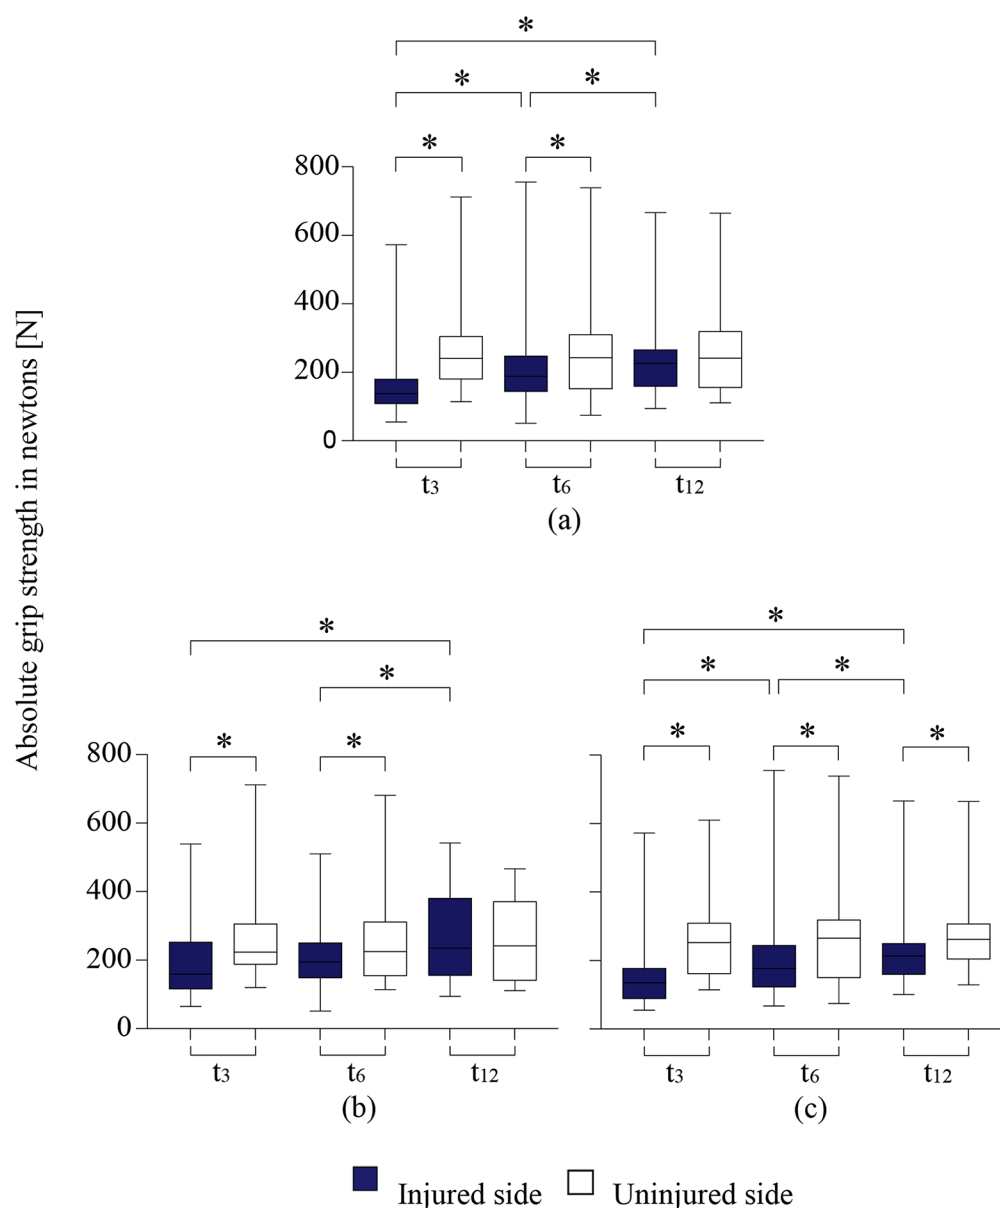 Absolute grip strength in newtons [N]
*
* *
* *
800
600
400
200
0
t3 t6 t12
(a)
*
*
* *
800
600
400
200
0
t3 t6 t12
(b)
*
* *
* * *
t3 t6 t12
(c)
Injured side Uninjured side